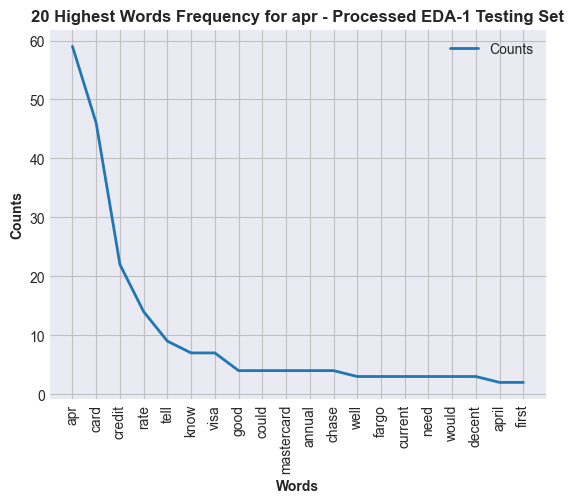 20 Highest Words Frequency for apr - Processed EDA-1 Testing Set
Counts
60
50
40
30
20
10
0
Counts
apr
card
credit
rate
tell
know
visa
good
could
mastercard
annual
chase
well
fargo
current
need
would
decent
april
first
Words